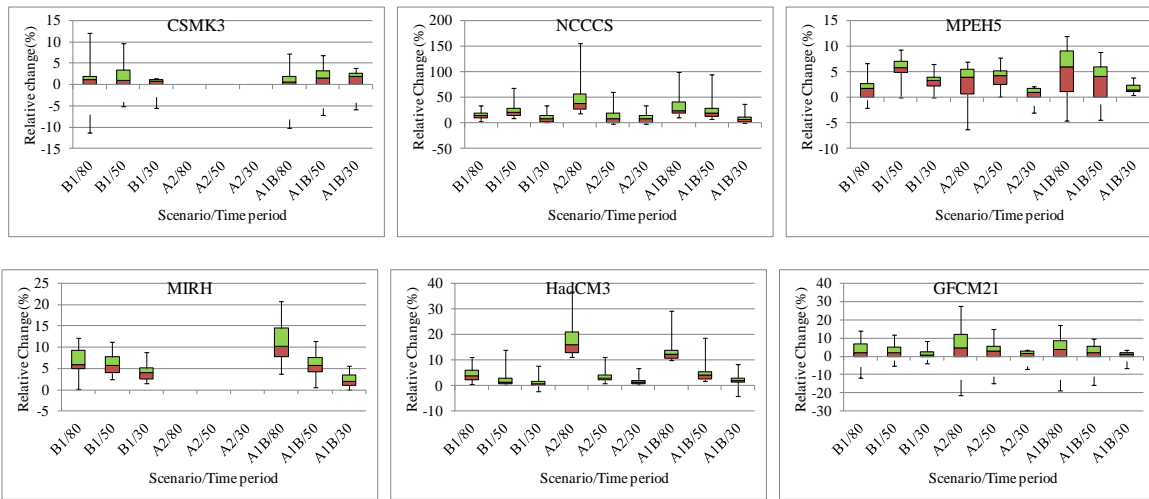 CSMK3
Relative change(%)
15
10
5
0
-5
-10
-15
B1/80 B1/50 B1/30 A2/80 A2/50 A2/30 A1B/80 A1B/50 A1B/30
Scenario/Time period
NCCCS
Relative Change (%)
200
150
100
50
0
-50
B1/80 B1/50 B1/30 A2/80 A2/50 A2/30 A1B/80 A1B/50 A1B/30
Scenario/Time period
MPEH5
Relative Change (%)
15
10
5
0
-5
-10
B1/80 B1/50 B1/30 A2/80 A2/50 A2/30 A1B/80 A1B/50 A1B/30
Scenario/Time period
MIRH
Relative Change (%)
25
20
15
10
5
0
-5
B1/80 B1/50 B1/30 A2/80 A2/50 A2/30 A1B/80 A1B/50 A1B/30
Scenario/Time period
HadCM3
Relative Change (%)
40
30
20
10
0
-10
B1/80 B1/50 B1/30 A2/80 A2/50 A2/30 A1B/80 A1B/50 A1B/30
Scenario/Time period
GFCM21
Relative Change (%)
40
30
20
10
0
-10
-20
-30
B1/80 B1/50 B1/30 A2/80 A2/50 A2/30 A1B/80 A1B/50 A1B/30
Scenario/Time period